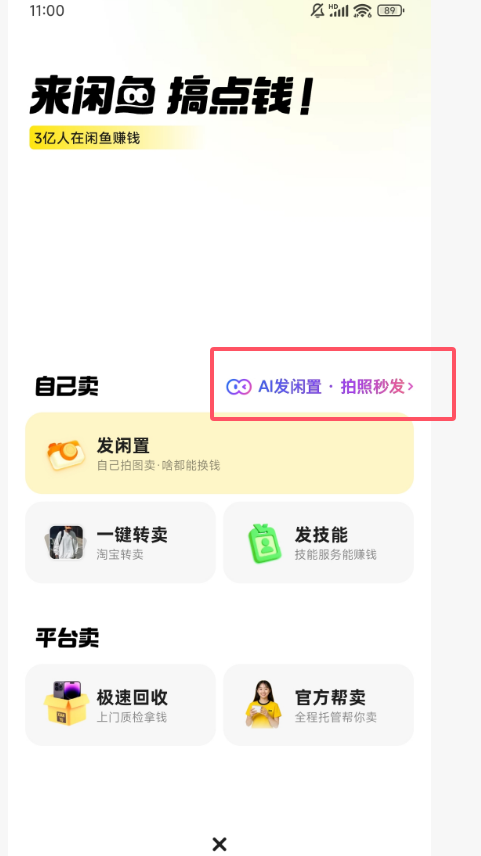 11:00
HD
89
来闲鱼 搞点钱!
3亿人在闲鱼赚钱
自己卖
AI发闲置 · 拍照秒发›
发闲置
自己拍图卖·啥都能换钱
一键转卖
淘宝转卖
发技能
技能服务能赚钱
平台卖
极速回收
上门质检拿钱
官方帮卖
全程托管帮你卖